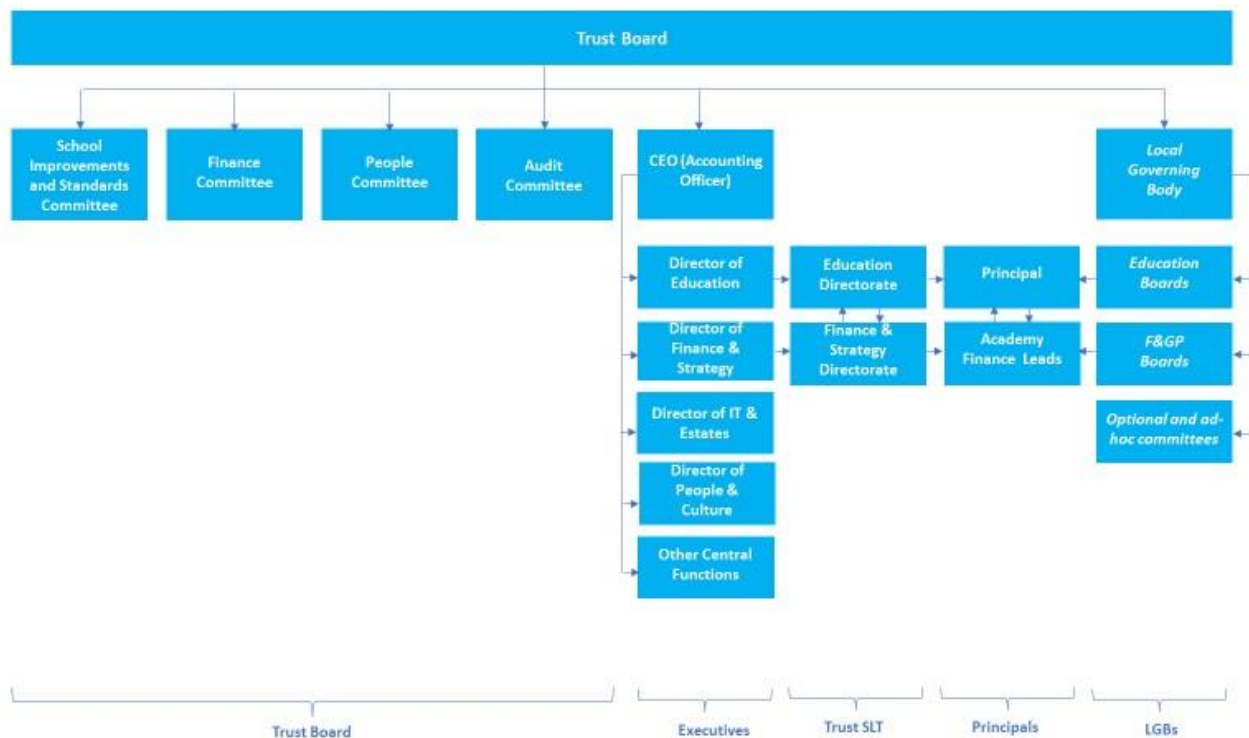 Trust Board
School
Improvements
and Standards
Committee
Finance
Committee
People
Committee
Audit
Committee
CEO (Accounting
Officer)
Local
Governing
Body
Director of
Education
Education
Directorate
Principal
Education
Boards
Director of
Finance &
Strategy
Finance &
Strategy
Directorate
Academy
Finance Leads
F&GP
Boards
Director of IT &
Estates
Optional and ad-
hoc committees
Director of
People &
Culture
Other Central
Functions
Trust Board
Executives
Trust SLT
Principals
LGBs